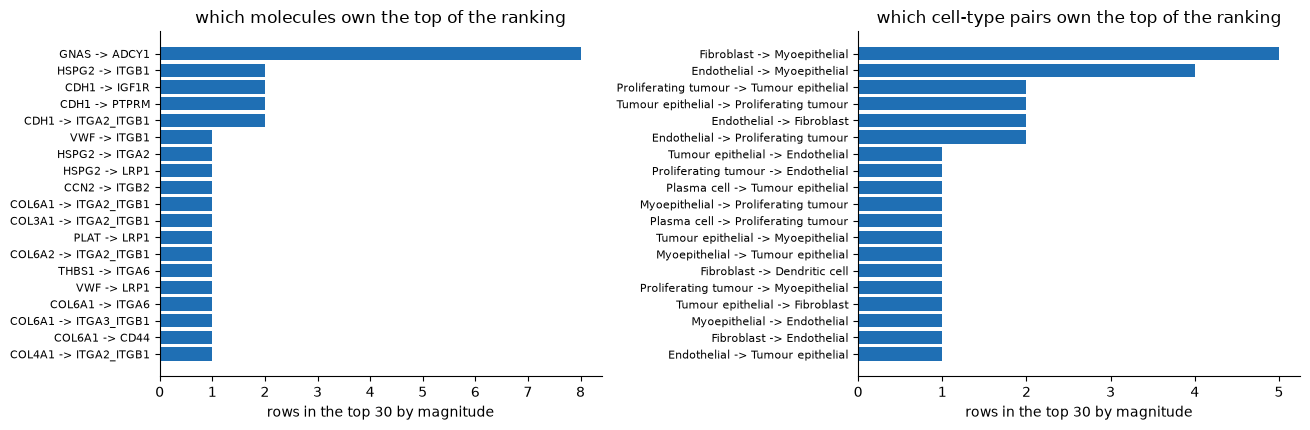 which molecules own the top of the ranking
GNAS -> ADCY1
HSPG2 -> ITGB1
CDH1 -> IGF1R
CDH1 -> PTPRM
CDH1 -> ITGA2_ITGB1
VWF -> ITGB1
HSPG2 -> ITGA2
HSPG2 -> LRP1
CCN2 -> ITGB2
COL6A1 -> ITGA2_ITGB1
COL3A1 -> ITGA2_ITGB1
PLAT -> LRP1
COL6A2 -> ITGA2_ITGB1
THBS1 -> ITGA6
VWF -> LRP1
COL6A1 -> ITGA6
COL6A1 -> ITGA3_ITGB1
COL6A1 -> CD44
COL4A1 -> ITGA2_ITGB1
0 1 2 3 4 5 6 7 8
rows in the top 30 by magnitude
which cell-type pairs own the top of the ranking
Fibroblast -> Myoepithelial
Endothelial -> Myoepithelial
Proliferating tumour -> Tumour epithelial
Tumour epithelial -> Proliferating tumour
Endothelial -> Fibroblast
Endothelial -> Proliferating tumour
Tumour epithelial -> Endothelial
Proliferating tumour -> Endothelial
Plasma cell -> Tumour epithelial
Myoepithelial -> Proliferating tumour
Plasma cell -> Proliferating tumour
Tumour epithelial -> Myoepithelial
Myoepithelial -> Tumour epithelial
Fibroblast -> Dendritic cell
Proliferating tumour -> Myoepithelial
Tumour epithelial -> Fibroblast
Myoepithelial -> Endothelial
Fibroblast -> Endothelial
Endothelial -> Tumour epithelial
0 1 2 3 4 5
rows in the top 30 by magnitude